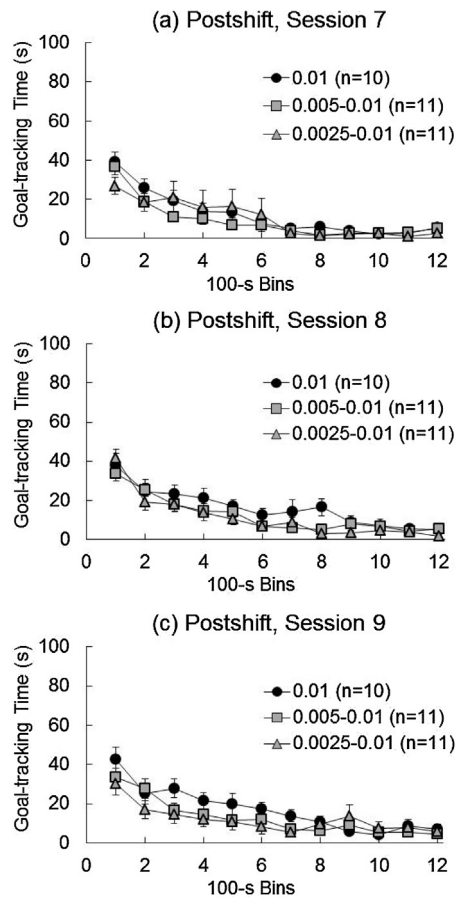 (a) Postshift, Session 7
Goal-tracking Time (s)
100
80
60
40
20
0
0.01 (n=10)
0.005-0.01 (n=11)
0.0025-0.01 (n=11)
0 2 4 6 8 10 12
100-s Bins
(b) Postshift, Session 8
Goal-tracking Time (s)
100
80
60
40
20
0
0.01 (n=10)
0.005-0.01 (n=11)
0.0025-0.01 (n=11)
0 2 4 6 8 10 12
100-s Bins
(c) Postshift, Session 9
Goal-tracking Time (s)
100
80
60
40
20
0
0.01 (n=10)
0.005-0.01 (n=11)
0.0025-0.01 (n=11)
0 2 4 6 8 10 12
100-s Bins